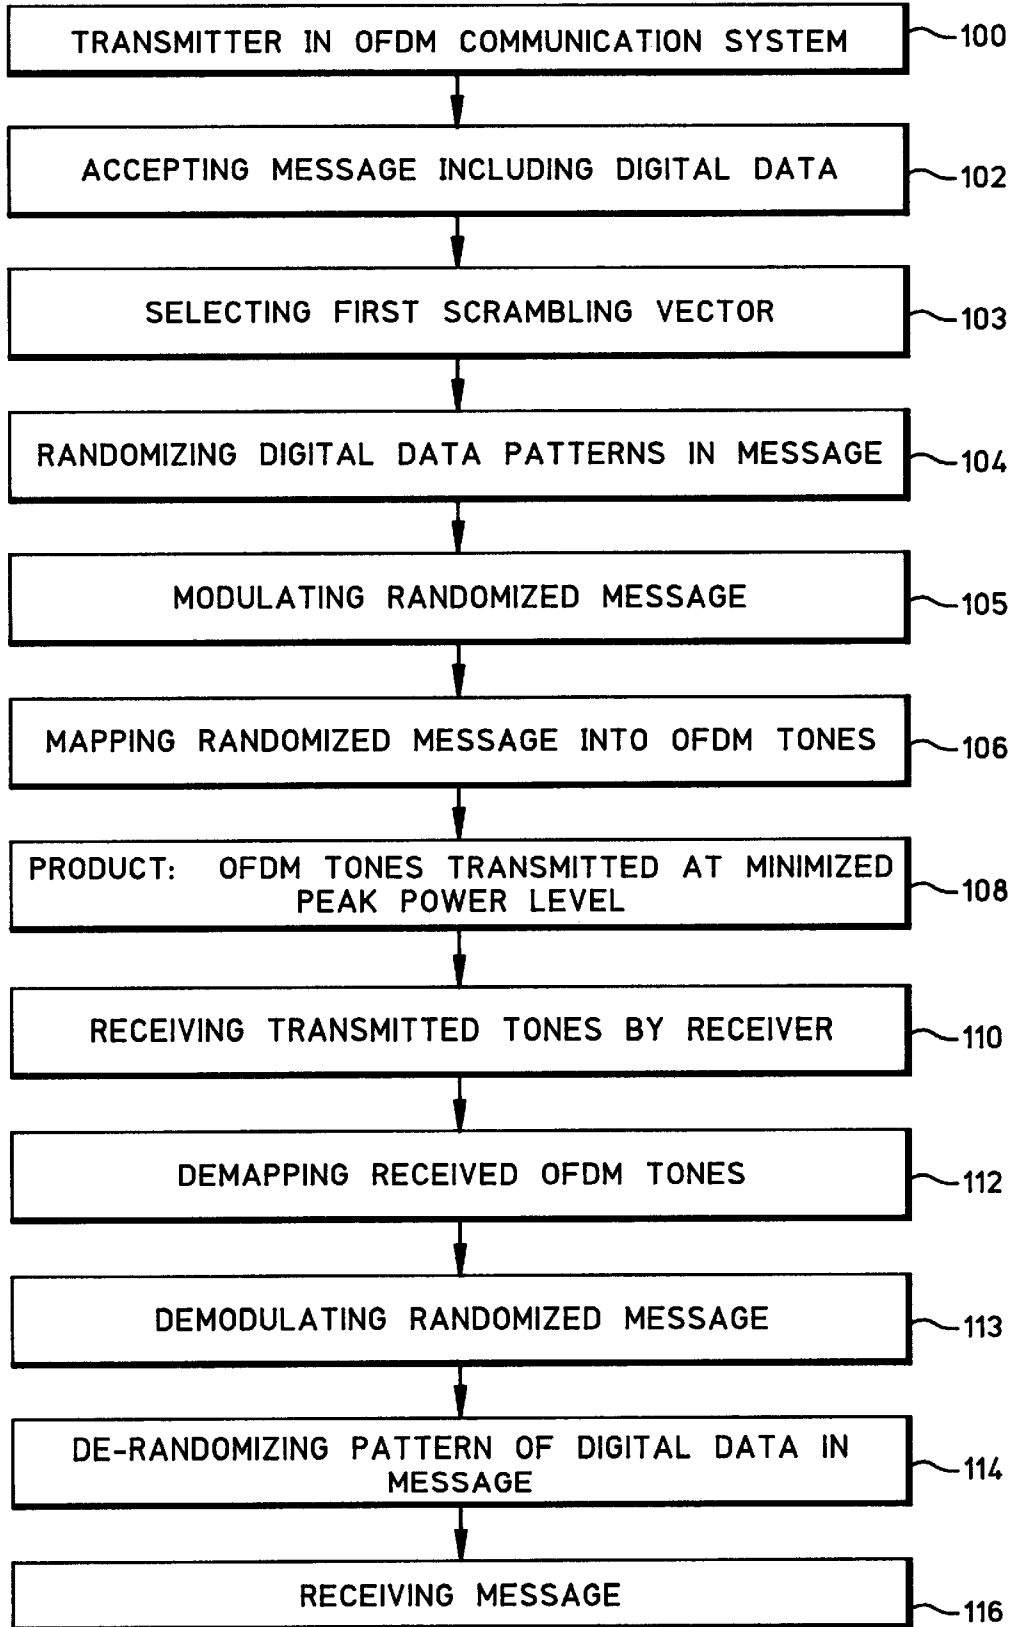 TRANSMITTER IN OFDM COMMUNICATION SYSTEM
100
ACCEPTING MESSAGE INCLUDING DIGITAL DATA
102
SELECTING FIRST SCRAMBLING VECTOR
103
RANDOMIZING DIGITAL DATA PATTERNS IN MESSAGE
104
MODULATING RANDOMIZED MESSAGE
105
MAPPING RANDOMIZED MESSAGE INTO OFDM TONES
106
PRODUCT: OFDM TONES TRANSMITTED AT MINIMIZED
PEAK POWER LEVEL
108
RECEIVING TRANSMITTED TONES BY RECEIVER
110
DEMAPPING RECEIVED OFDM TONES
112
DEMODULATING RANDOMIZED MESSAGE
113
DE-RANDOMIZING PATTERN OF DIGITAL DATA IN
MESSAGE
114
RECEIVING MESSAGE
116